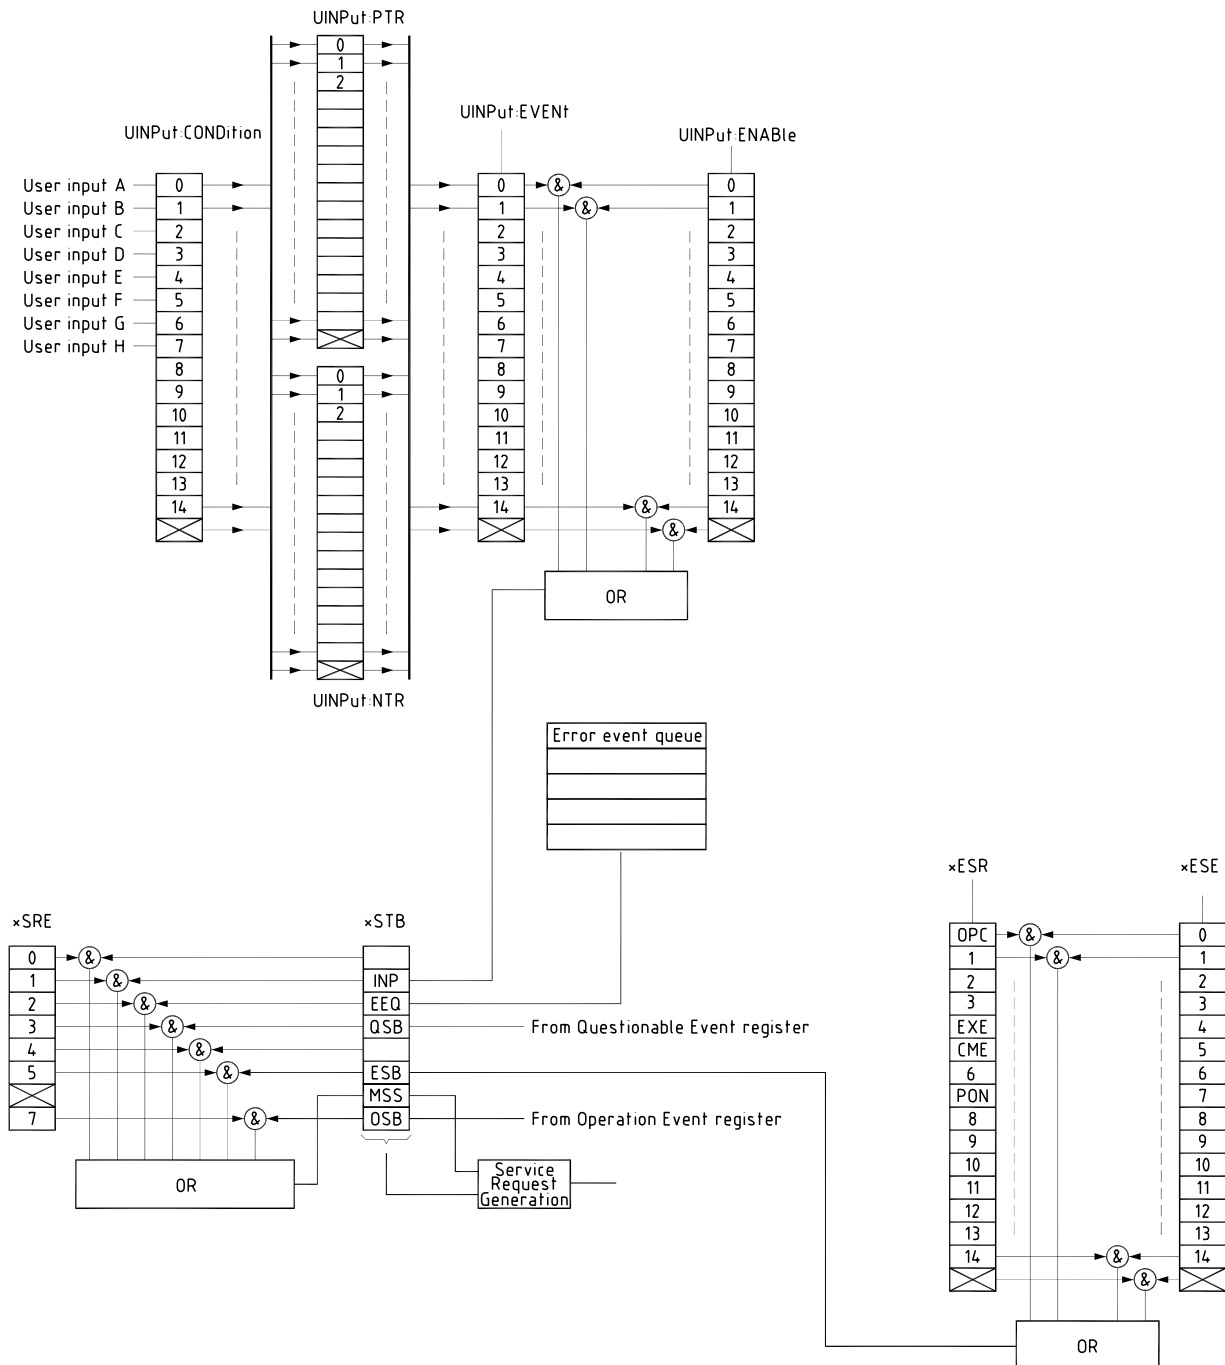 UINPut:PTR
0
1
2
UINPut:CONDition
UINPut:EVENt
UINPut:ENABle
User input A 0 0 & 0
User input B 1 1 & 1
User input C 2 2 2
User input D 3 3 3
User input E 4 4 4
User input F 5 5 5
User input G 6 6 6
User input H 7 7 7
8 0 8 8
9 1 9 9
10 2 10 10
11 11 11
12 12 12
13 13 13
14 14 & 14
&
OR
UINPut:NTR
Error event queue
×ESR
×ESE
×SRE
×STB
0 &
1 & INP
2 & EEQ
3 & QSB From Questionable Event register
4 &
5 & ESB
MSS
7 & OSB From Operation Event register
OR
Service
Request
Generation
OPC & 0
1 & 1
2 2
3 3
EXE 4
CME 5
6 6
PON 7
8 8
9 9
10 10
11 11
12 12
13 13
14 & 14
&
OR